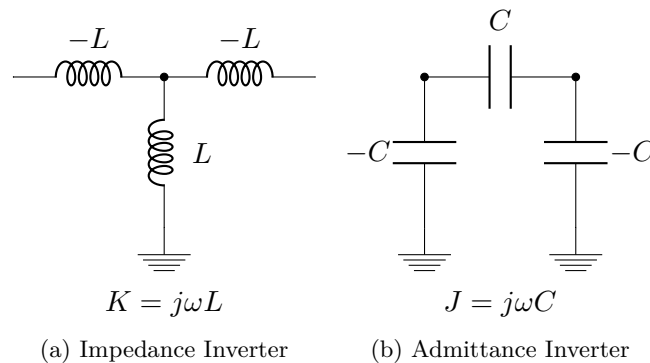 −L −L C
L −C −C
K = jωL J = jωC
(a) Impedance Inverter (b) Admittance Inverter